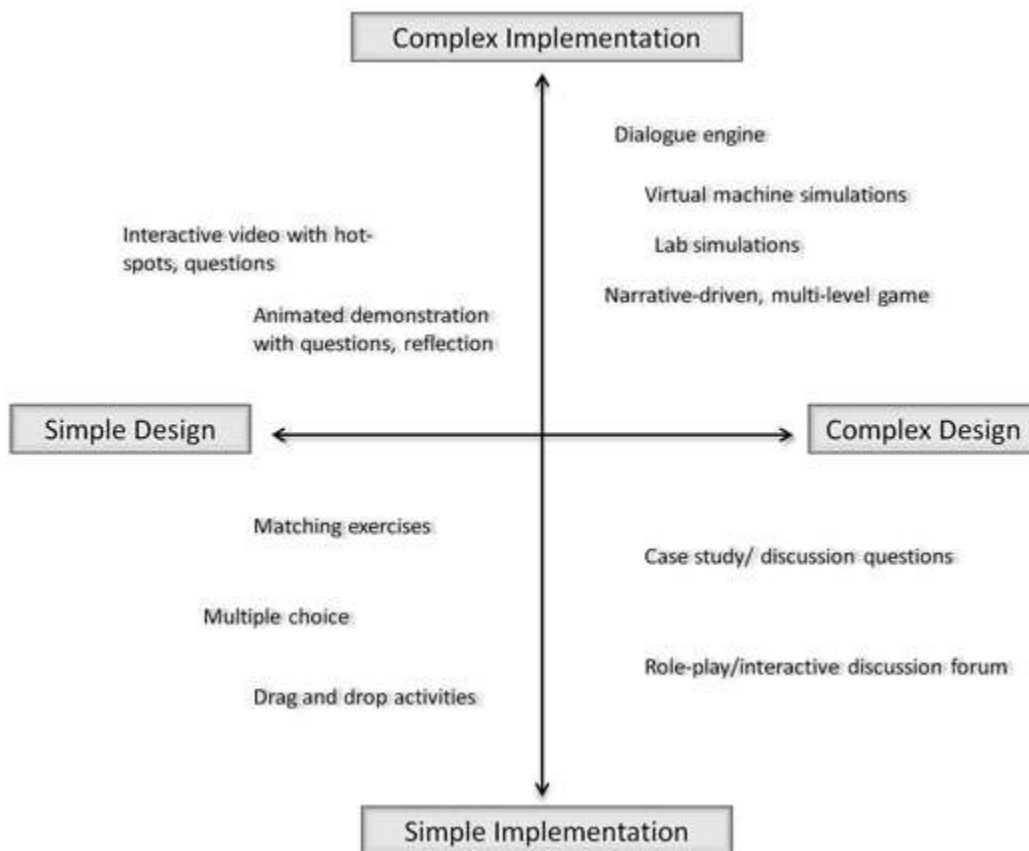 Complex Implementation
Dialogue engine
Virtual machine simulations
Interactive video with hot-
spots, questions
Lab simulations
Narrative-driven, multi-level game
Animated demonstration
with questions, reflection
Simple Design
Complex Design
Matching exercises
Case study/ discussion questions
Multiple choice
Role-play/interactive discussion forum
Drag and drop activities
Simple Implementation